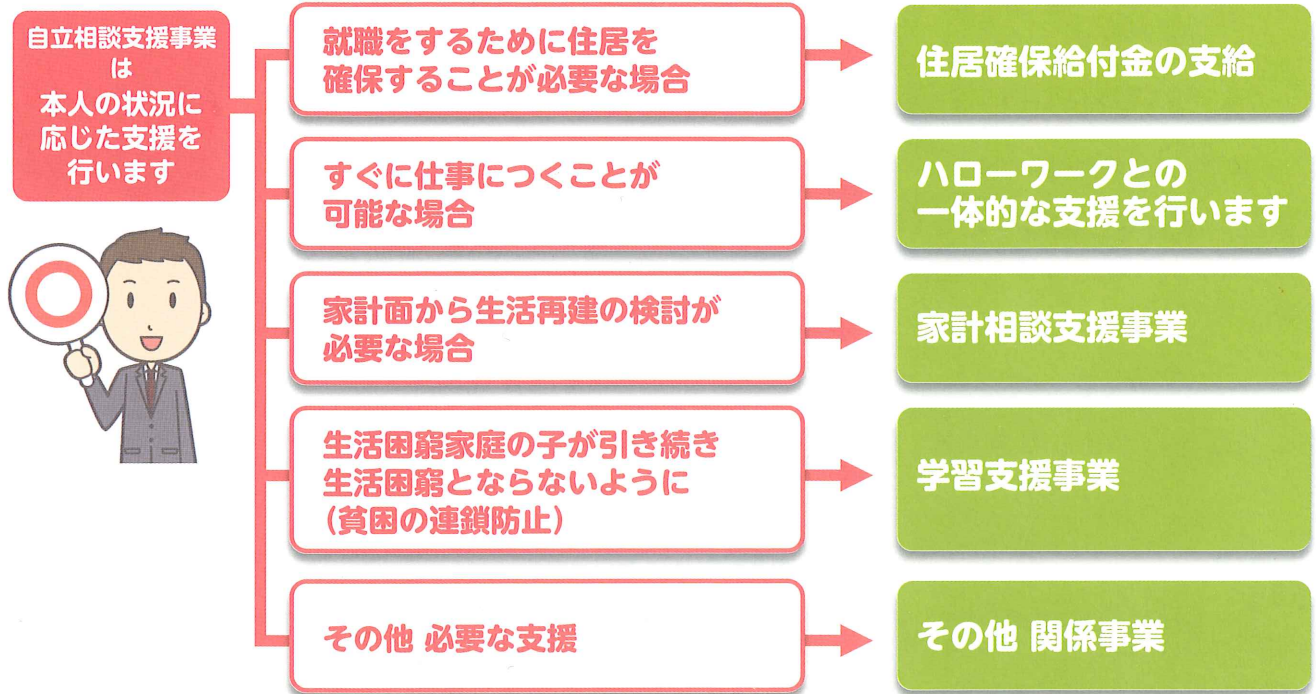 自立相談支援事業
は
本人の状況に
応じた支援を
行います
就職をするために住居を
確保することが必要な場合
住居確保給付金の支給
すぐに仕事につくことが
可能な場合
ハローワークとの
一体的な支援を行います
家計面から生活再建の検討が
必要な場合
家計相談支援事業
生活困窮家庭の子が引き続き
生活困窮とならないように
(貧困の連鎖防止)
学習支援事業
その他 必要な支援
その他 関係事業